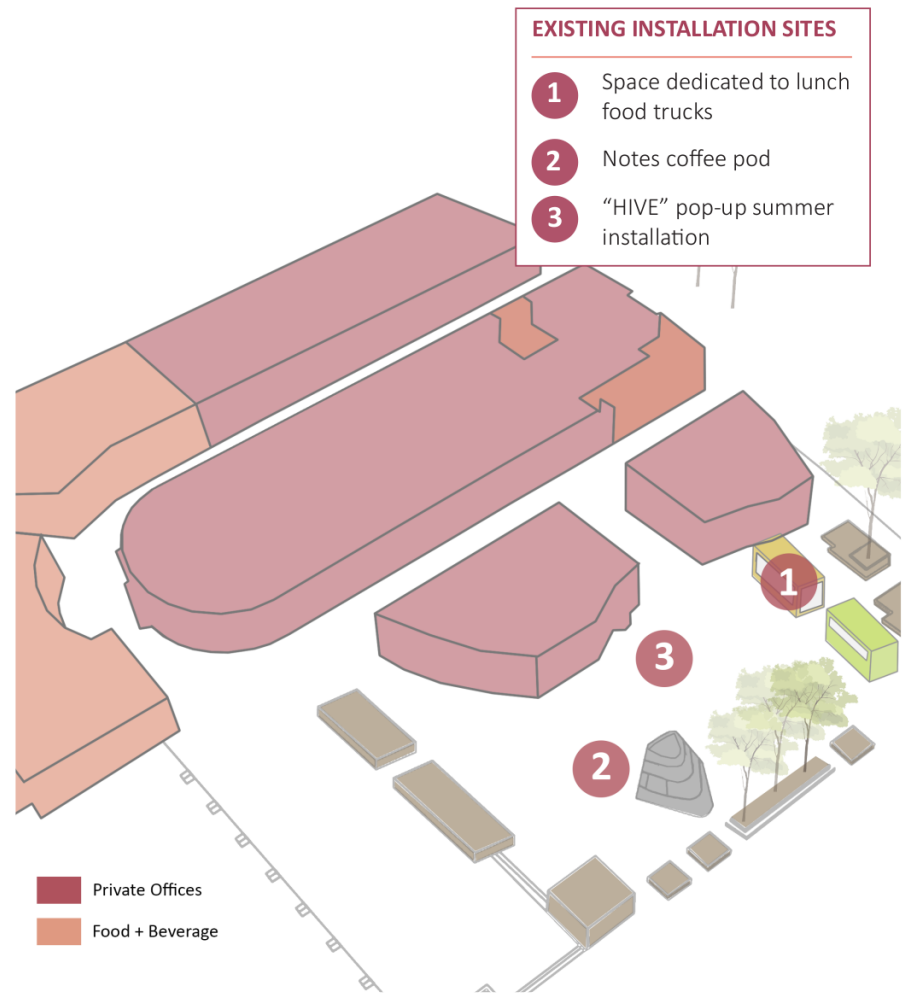 EXISTING INSTALLATION SITES
1
Space dedicated to lunch
food trucks
2
Notes coffee pod
3
“HIVE” pop-up summer
installation
1
3
2
Private Offices
Food + Beverage